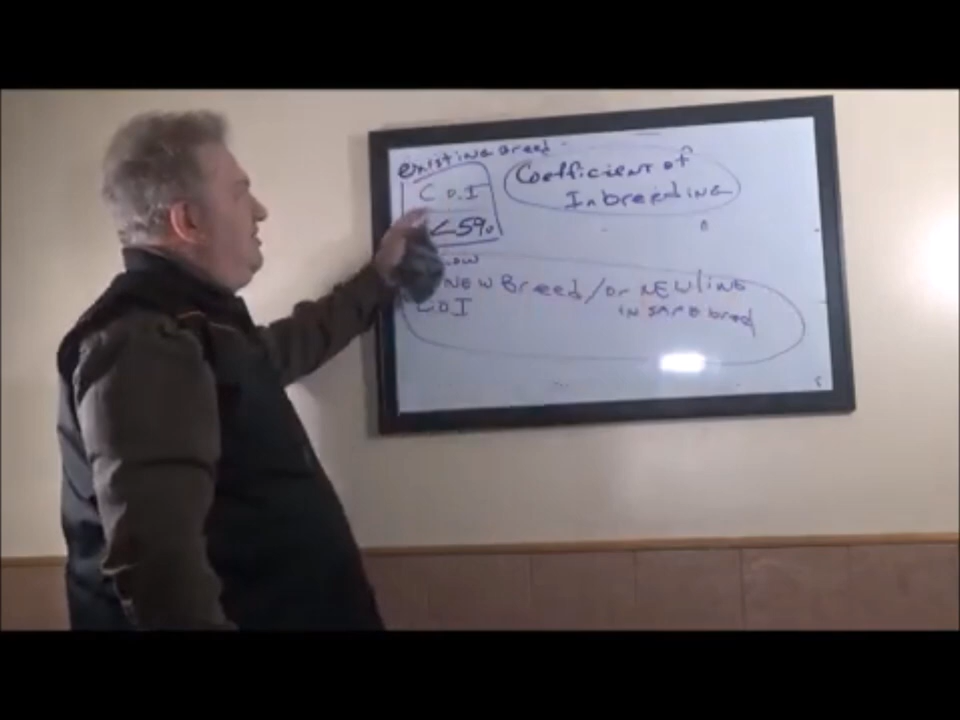 existing breed
C O.I
<5%
Coefficient of
Inbreeding
LOW
NEW Breed / or NEW line
C.O.I in same breed